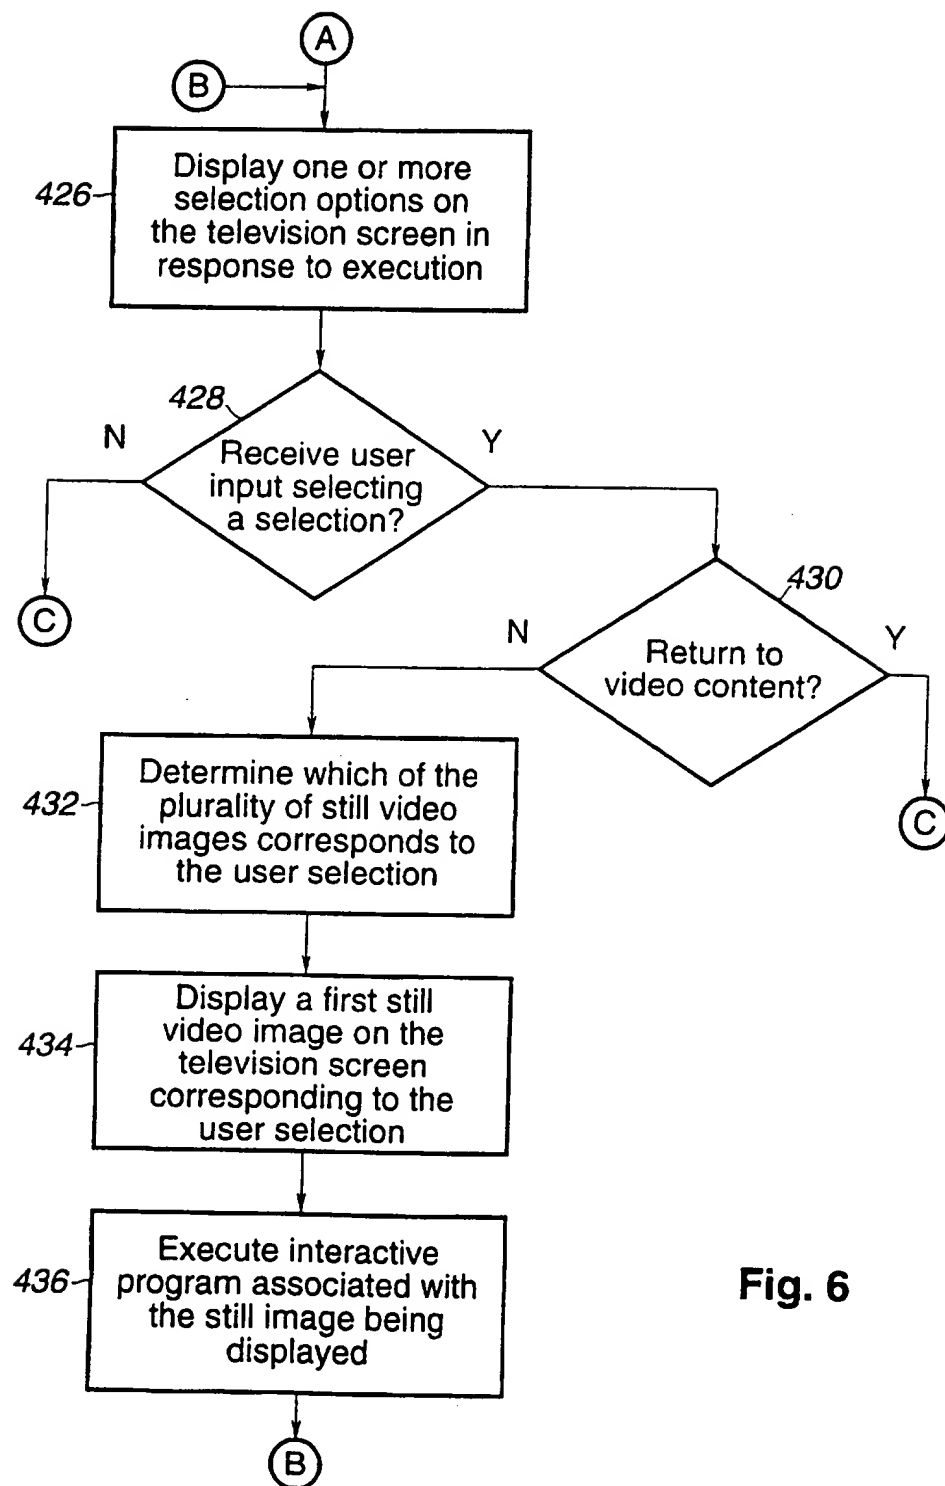 A
B
Display one or more
selection options on
the television screen in
response to execution
426
428
N
Y
Receive user
input selecting
a selection?
C
430
N
Y
Return to
video content?
C
432
Determine which of the
plurality of still video
images corresponds to
the user selection
434
Display a first still
video image on the
television screen
corresponding to the
user selection
436
Execute interactive
program associated with
the still image being
displayed
B
Fig. 6